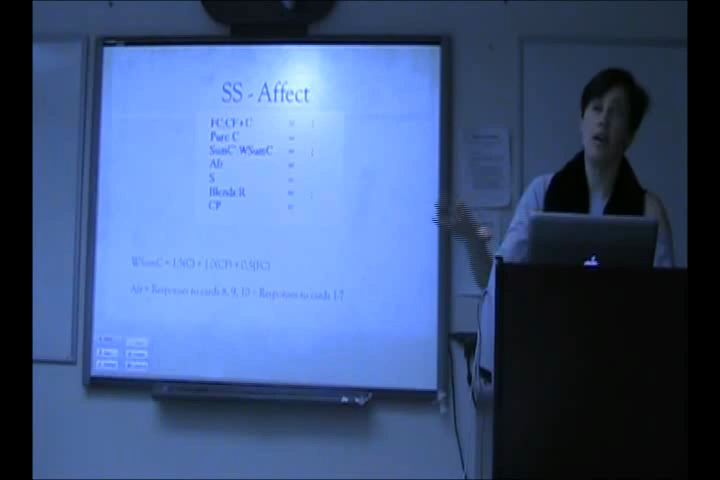 SS - Affect
FC:CF+C = :
Pure C =
SumC':WSumC = :
Afr =
S =
Blends:R = :
CP =
WSumC = 1.5(C) + 1.0(CF) + 0.5(FC)
Afr = Responses to cards 8, 9, 10 ÷ Responses to cards 1-7